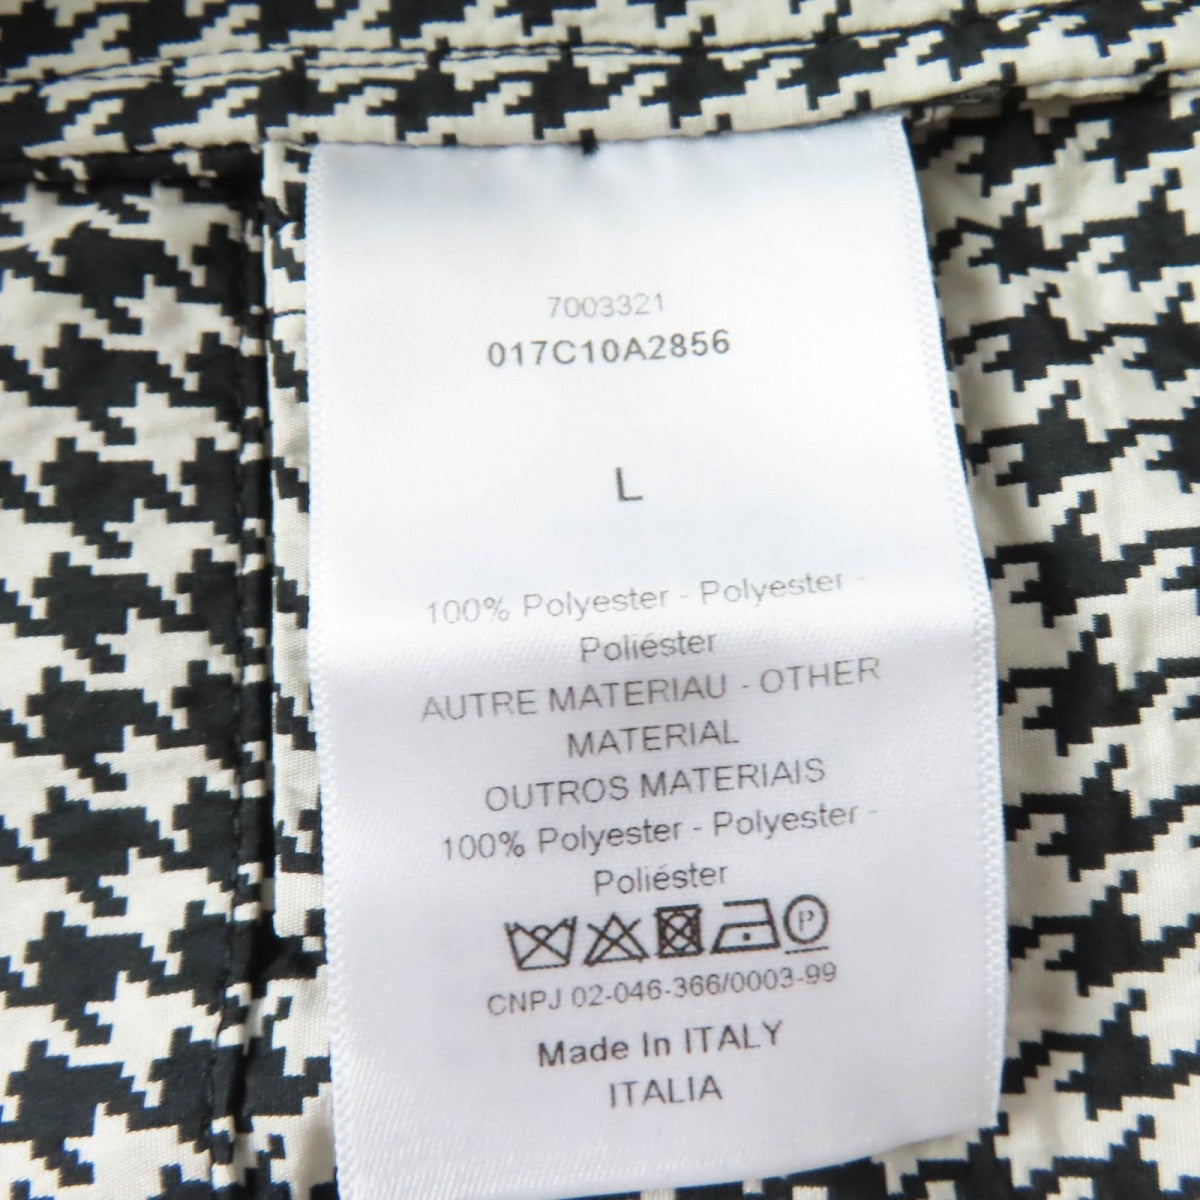 7003321
017C10A2856
L
100% Polyester - Polyester -
Poliéster
AUTRE MATERIAU - OTHER
MATERIAL
OUTROS MATERIAIS
100% Polyester - Polyester -
Poliéster
P
CNPJ 02-046-366/0003-99
Made In ITALY
ITALIA